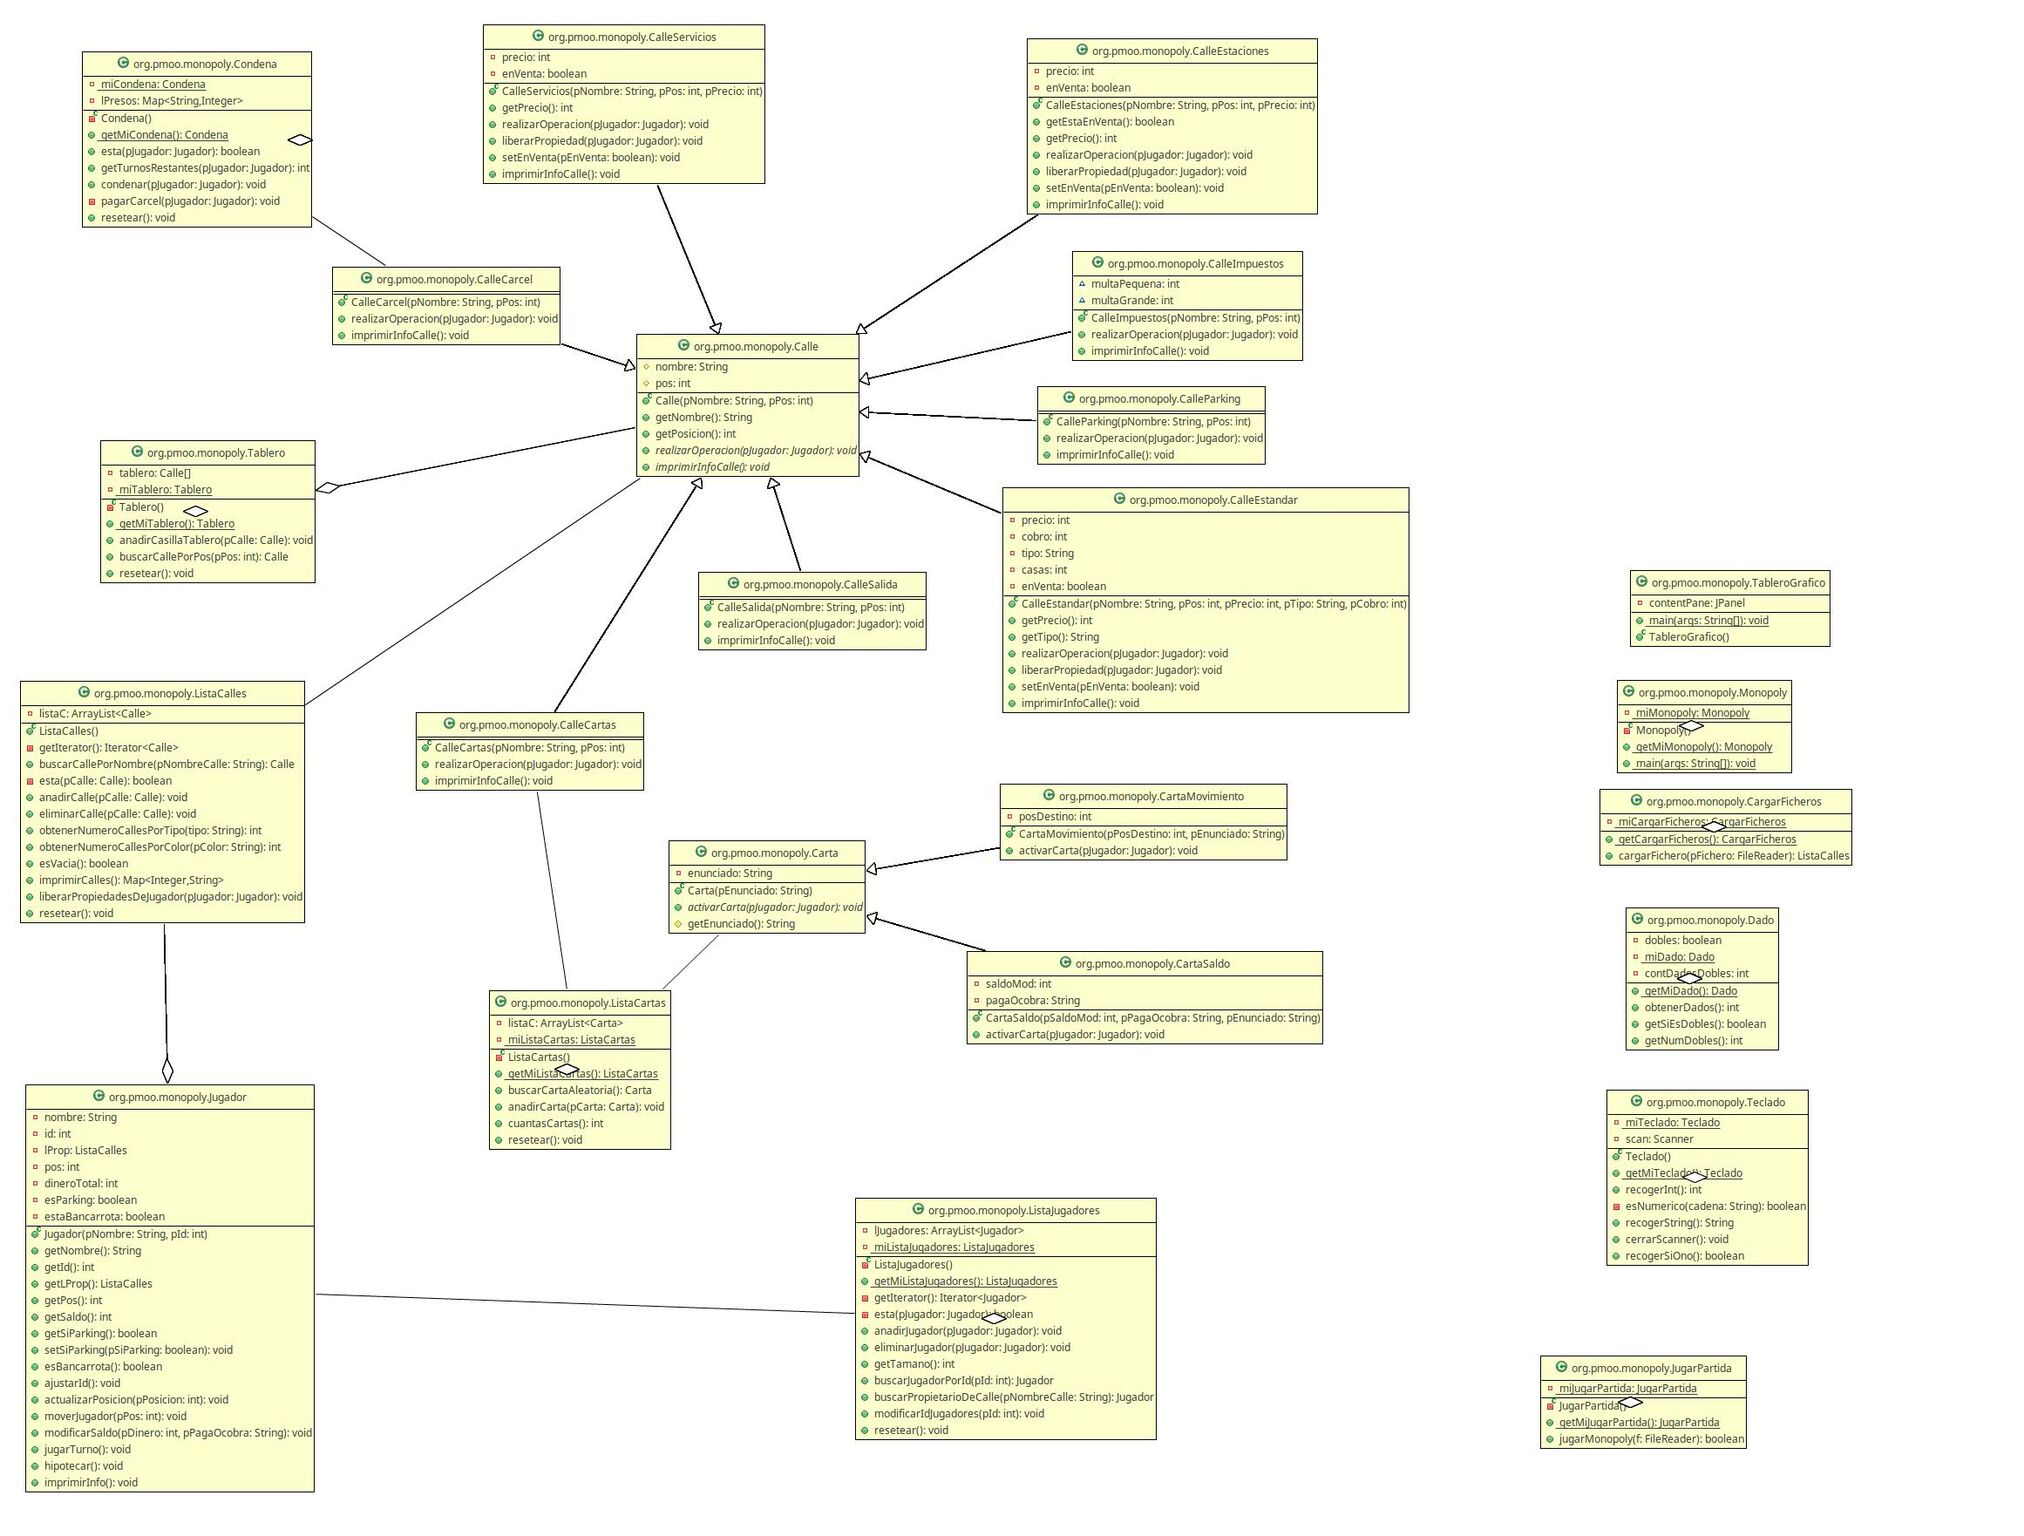 org.pmoo.monopoly.Condena
miCondena: Condena
lPresos: Map<String,Integer>
Condena()
getMiCondena(): Condena
esta(pJugador: Jugador): boolean
getTurnosRestantes(pJugador: Jugador): int
condenar(pJugador: Jugador): void
pagarCarcel(pJugador: Jugador): void
resetear(): void
org.pmoo.monopoly.CalleServicios
precio: int
enVenta: boolean
CalleServicios(pNombre: String, pPos: int, pPrecio: int)
getPrecio(): int
realizarOperacion(pJugador: Jugador): void
liberarPropiedad(pJugador: Jugador): void
setEnVenta(pEnVenta: boolean): void
imprimirInfoCalle(): void
org.pmoo.monopoly.CalleEstaciones
precio: int
enVenta: boolean
CalleEstaciones(pNombre: String, pPos: int, pPrecio: int)
getEstaEnVenta(): boolean
getPrecio(): int
realizarOperacion(pJugador: Jugador): void
liberarPropiedad(pJugador: Jugador): void
setEnVenta(pEnVenta: boolean): void
imprimirInfoCalle(): void
org.pmoo.monopoly.CalleCarcel
CalleCarcel(pNombre: String, pPos: int)
realizarOperacion(pJugador: Jugador): void
imprimirInfoCalle(): void
org.pmoo.monopoly.CalleImpuestos
multaPequena: int
multaGrande: int
CalleImpuestos(pNombre: String, pPos: int)
realizarOperacion(pJugador: Jugador): void
imprimirInfoCalle(): void
org.pmoo.monopoly.Calle
nombre: String
pos: int
Calle(pNombre: String, pPos: int)
getNombre(): String
getPosicion(): int
realizarOperacion(pJugador: Jugador): void
imprimirInfoCalle(): void
org.pmoo.monopoly.CalleParking
CalleParking(pNombre: String, pPos: int)
realizarOperacion(pJugador: Jugador): void
imprimirInfoCalle(): void
org.pmoo.monopoly.Tablero
tablero: Calle[]
miTablero: Tablero
Tablero()
getMiTablero(): Tablero
anadirCasillaTablero(pCalle: Calle): void
buscarCallePorPos(pPos: int): Calle
resetear(): void
org.pmoo.monopoly.CalleEstandar
precio: int
cobro: int
tipo: String
casas: int
enVenta: boolean
CalleEstandar(pNombre: String, pPos: int, pPrecio: int, pTipo: String, pCobro: int)
getPrecio(): int
getTipo(): String
realizarOperacion(pJugador: Jugador): void
liberarPropiedad(pJugador: Jugador): void
setEnVenta(pEnVenta: boolean): void
imprimirInfoCalle(): void
org.pmoo.monopoly.CalleSalida
CalleSalida(pNombre: String, pPos: int)
realizarOperacion(pJugador: Jugador): void
imprimirInfoCalle(): void
org.pmoo.monopoly.TableroGrafico
contentPane: JPanel
main(args: String[]): void
TableroGrafico()
org.pmoo.monopoly.ListaCalles
listaC: ArrayList<Calle>
ListaCalles()
getIterator(): Iterator<Calle>
buscarCallePorNombre(pNombreCalle: String): Calle
esta(pCalle: Calle): boolean
anadirCalle(pCalle: Calle): void
eliminarCalle(pCalle: Calle): void
obtenerNumeroCallesPorTipo(tipo: String): int
obtenerNumeroCallesPorColor(pColor: String): int
esVacia(): boolean
imprimirCalles(): Map<Integer,String>
liberarPropiedadesDeJugador(pJugador: Jugador): void
resetear(): void
org.pmoo.monopoly.CalleCartas
CalleCartas(pNombre: String, pPos: int)
realizarOperacion(pJugador: Jugador): void
imprimirInfoCalle(): void
org.pmoo.monopoly.Monopoly
miMonopoly: Monopoly
Monopoly()
getMiMonopoly(): Monopoly
main(args: String[]): void
org.pmoo.monopoly.CartaMovimiento
posDestino: int
CartaMovimiento(pPosDestino: int, pEnunciado: String)
activarCarta(pJugador: Jugador): void
org.pmoo.monopoly.CargarFicheros
miCargarFicheros: CargarFicheros
getCargarFicheros(): CargarFicheros
cargarFichero(pFichero: FileReader): ListaCalles
org.pmoo.monopoly.Carta
enunciado: String
Carta(pEnunciado: String)
activarCarta(pJugador: Jugador): void
getEnunciado(): String
org.pmoo.monopoly.Dado
dobles: boolean
miDado: Dado
contDadosDobles: int
getMiDado(): Dado
obtenerDados(): int
getSiEsDobles(): boolean
getNumDobles(): int
org.pmoo.monopoly.CartaSaldo
saldoMod: int
pagaOcobra: String
CartaSaldo(pSaldoMod: int, pPagaOcobra: String, pEnunciado: String)
activarCarta(pJugador: Jugador): void
org.pmoo.monopoly.ListaCartas
listaC: ArrayList<Carta>
miListaCartas: ListaCartas
ListaCartas()
getMiListaCartas(): ListaCartas
buscarCartaAleatoria(): Carta
anadirCarta(pCarta: Carta): void
cuantasCartas(): int
resetear(): void
org.pmoo.monopoly.Jugador
nombre: String
id: int
lProp: ListaCalles
pos: int
dineroTotal: int
esParking: boolean
estaBancarrota: boolean
Jugador(pNombre: String, pId: int)
getNombre(): String
getId(): int
getLProp(): ListaCalles
getPos(): int
getSaldo(): int
getSiParking(): boolean
setSiParking(pSiParking: boolean): void
esBancarrota(): boolean
ajustarId(): void
actualizarPosicion(pPosicion: int): void
moverJugador(pPos: int): void
modificarSaldo(pDinero: int, pPagaOcobra: String): void
jugarTurno(): void
hipotecar(): void
imprimirInfo(): void
org.pmoo.monopoly.Teclado
miTeclado: Teclado
scan: Scanner
Teclado()
getMiTeclado(): Teclado
recogerInt(): int
esNumerico(cadena: String): boolean
recogerString(): String
cerrarScanner(): void
recogerSiOno(): boolean
org.pmoo.monopoly.ListaJugadores
lJugadores: ArrayList<Jugador>
miListaJugadores: ListaJugadores
ListaJugadores()
getMiListaJugadores(): ListaJugadores
getIterator(): Iterator<Jugador>
esta(pJugador: Jugador): boolean
anadirJugador(pJugador: Jugador): void
eliminarJugador(pJugador: Jugador): void
getTamano(): int
buscarJugadorPorId(pId: int): Jugador
buscarPropietarioDeCalle(pNombreCalle: String): Jugador
modificarIdJugadores(pId: int): void
resetear(): void
org.pmoo.monopoly.JugarPartida
miJugarPartida: JugarPartida
JugarPartida()
getMiJugarPartida(): JugarPartida
jugarMonopoly(f: FileReader): boolean